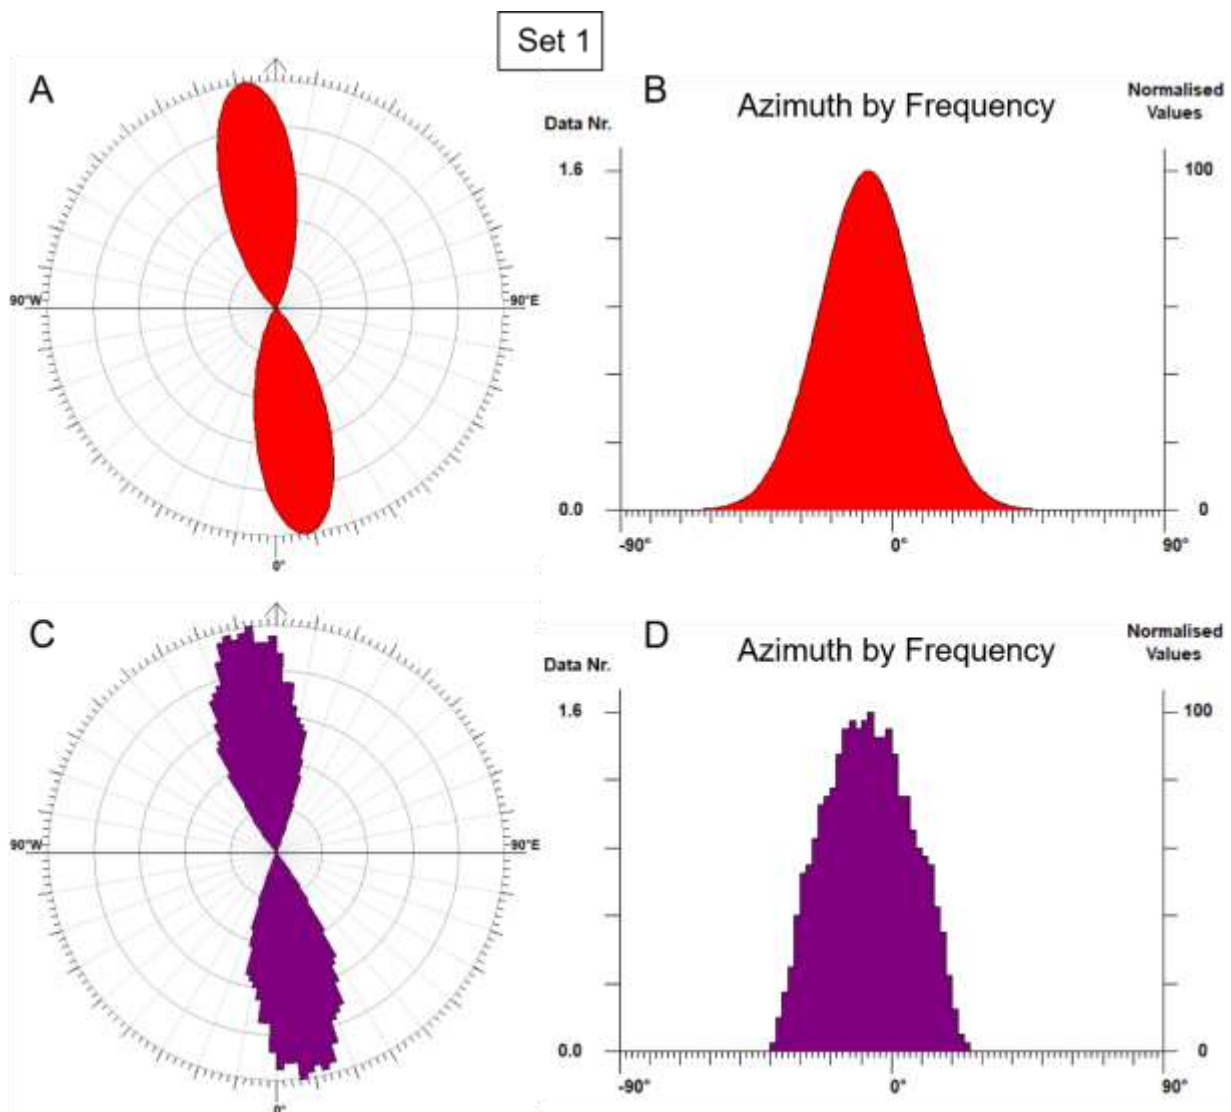 Set 1
A
90°W
90°E
0°
B
Azimuth by Frequency
Data Nr.
Normalised
Values
1.6
100
0.0
0
-90°
0°
90°
C
90°W
90°E
0°
D
Azimuth by Frequency
Data Nr.
Normalised
Values
1.6
100
0.0
0
-90°
0°
90°